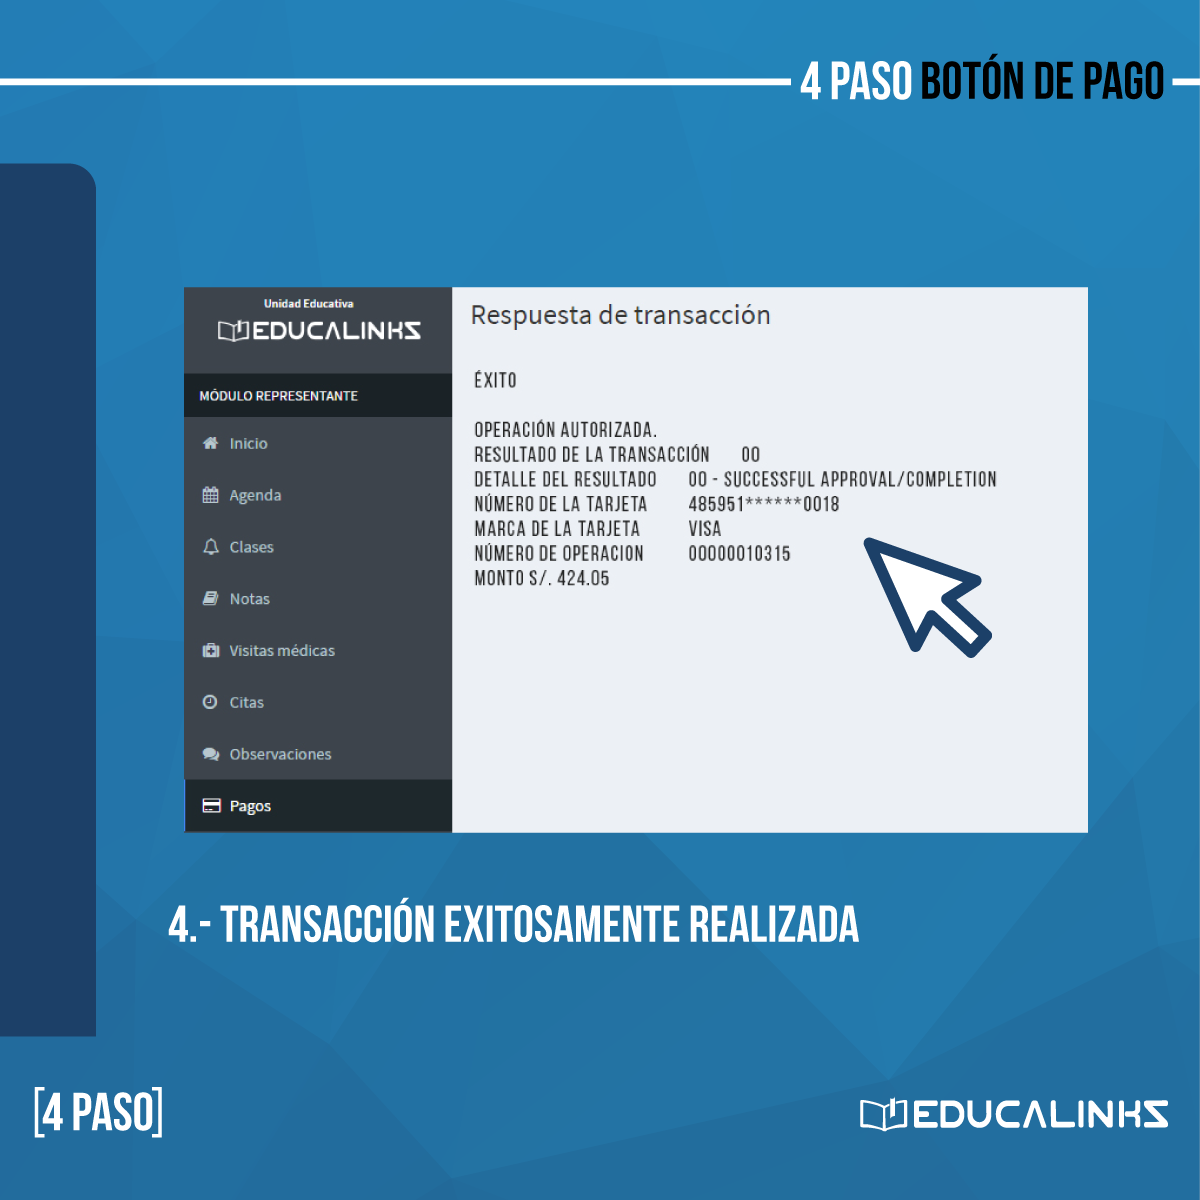 4 PASO BOTÓN DE PAGO
Unidad Educativa
EDUCALINKS
MÓDULO REPRESENTANTE
Inicio
Agenda
Clases
Notas
Visitas médicas
Citas
Observaciones
Pagos
Respuesta de transacción
ÉXITO
OPERACIÓN AUTORIZADA.
RESULTADO DE LA TRANSACCIÓN 00
DETALLE DEL RESULTADO 00 - SUCCESSFUL APPROVAL/COMPLETION
NÚMERO DE LA TARJETA 485951******0018
MARCA DE LA TARJETA VISA
NÚMERO DE OPERACION 00000010315
MONTO S/. 424.05
4.- TRANSACCIÓN EXITOSAMENTE REALIZADA
[4 PASO]
EDUCALINKS